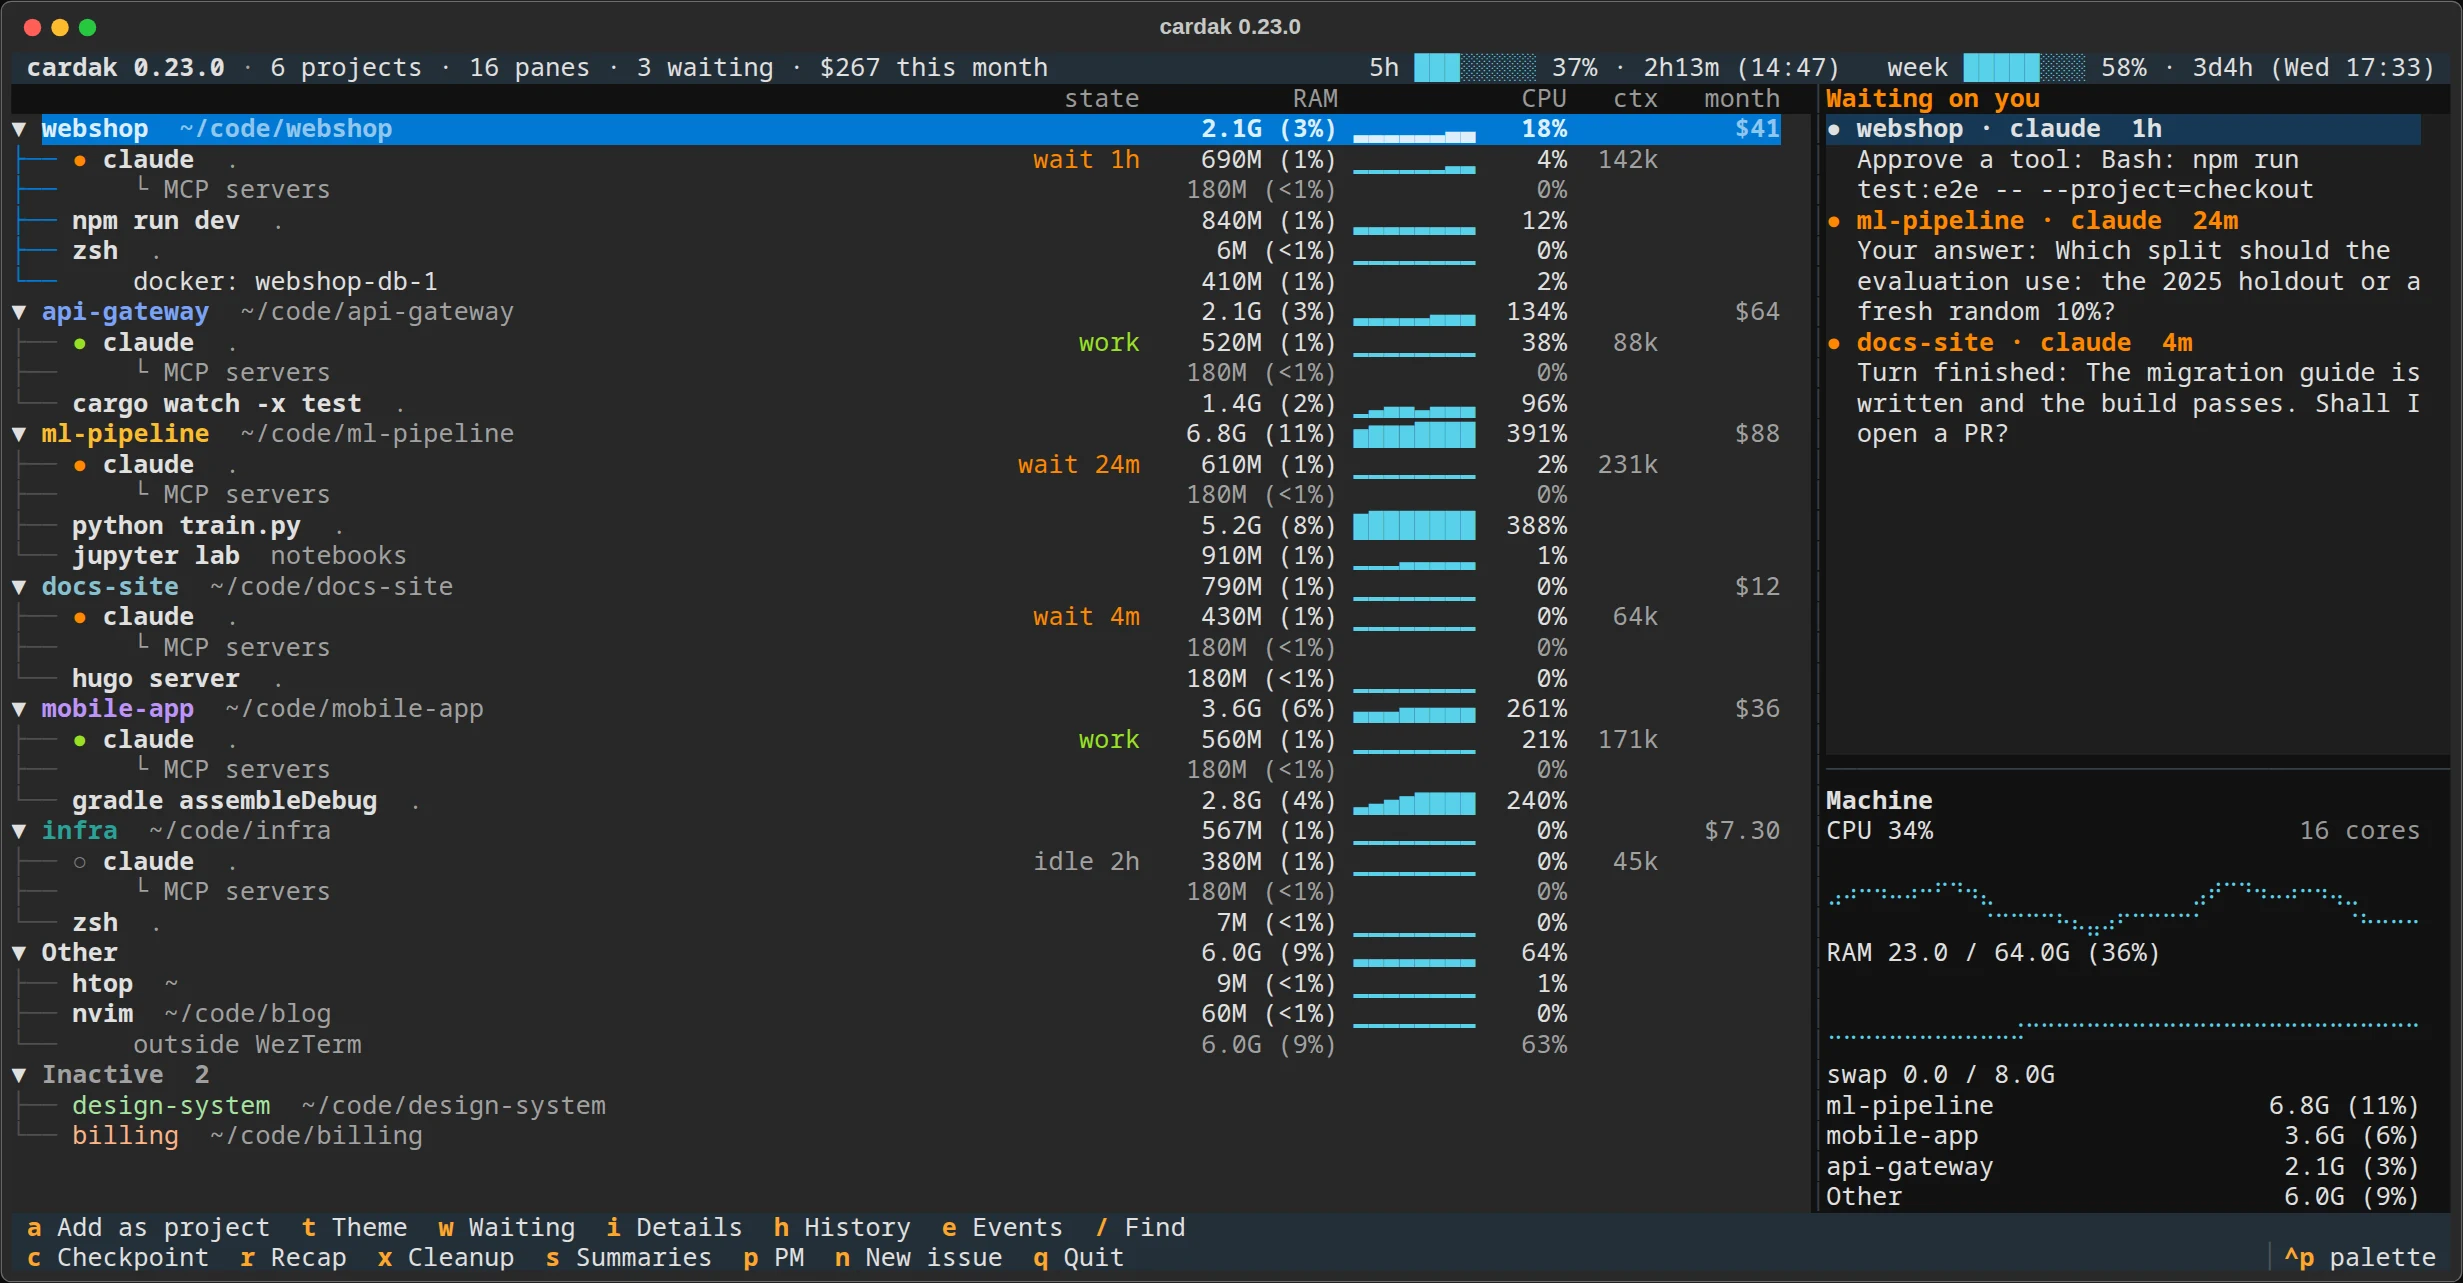 cardak 0.23.0
cardak 0.23.0 · 6 projects · 16 panes · 3 waiting · $267 this month 5h 37% · 2h13m (14:47) week 58% · 3d4h (Wed 17:33)
state RAM CPU ctx month
▼ webshop ~/code/webshop 2.1G (3%) 18% $41
● claude . wait 1h 690M (1%) 4% 142k
└ MCP servers 180M (<1%) 0%
npm run dev . 840M (1%) 12%
zsh . 6M (<1%) 0%
docker: webshop-db-1 410M (1%) 2%
▼ api-gateway ~/code/api-gateway 2.1G (3%) 134% $64
● claude . work 520M (1%) 38% 88k
└ MCP servers 180M (<1%) 0%
cargo watch -x test . 1.4G (2%) 96%
▼ ml-pipeline ~/code/ml-pipeline 6.8G (11%) 391% $88
● claude . wait 24m 610M (1%) 2% 231k
└ MCP servers 180M (<1%) 0%
python train.py . 5.2G (8%) 388%
jupyter lab notebooks 910M (1%) 1%
▼ docs-site ~/code/docs-site 790M (1%) 0% $12
● claude . wait 4m 430M (1%) 0% 64k
└ MCP servers 180M (<1%) 0%
hugo server . 180M (<1%) 0%
▼ mobile-app ~/code/mobile-app 3.6G (6%) 261% $36
● claude . work 560M (1%) 21% 171k
└ MCP servers 180M (<1%) 0%
gradle assembleDebug . 2.8G (4%) 240%
▼ infra ~/code/infra 567M (1%) 0% $7.30
○ claude . idle 2h 380M (1%) 0% 45k
└ MCP servers 180M (<1%) 0%
zsh . 7M (<1%) 0%
▼ Other 6.0G (9%) 64%
htop ~ 9M (<1%) 1%
nvim ~/code/blog 60M (<1%) 0%
outside WezTerm 6.0G (9%) 63%
▼ Inactive 2
design-system ~/code/design-system
billing ~/code/billing
Waiting on you
● webshop · claude 1h
Approve a tool: Bash: npm run
test:e2e -- --project=checkout
● ml-pipeline · claude 24m
Your answer: Which split should the
evaluation use: the 2025 holdout or a
fresh random 10%?
● docs-site · claude 4m
Turn finished: The migration guide is
written and the build passes. Shall I
open a PR?
Machine
CPU 34% 16 cores
RAM 23.0 / 64.0G (36%)
swap 0.0 / 8.0G
ml-pipeline 6.8G (11%)
mobile-app 3.6G (6%)
api-gateway 2.1G (3%)
Other 6.0G (9%)
a Add as project t Theme w Waiting i Details h History e Events / Find
c Checkpoint r Recap x Cleanup s Summaries p PM n New issue q Quit ^p palette